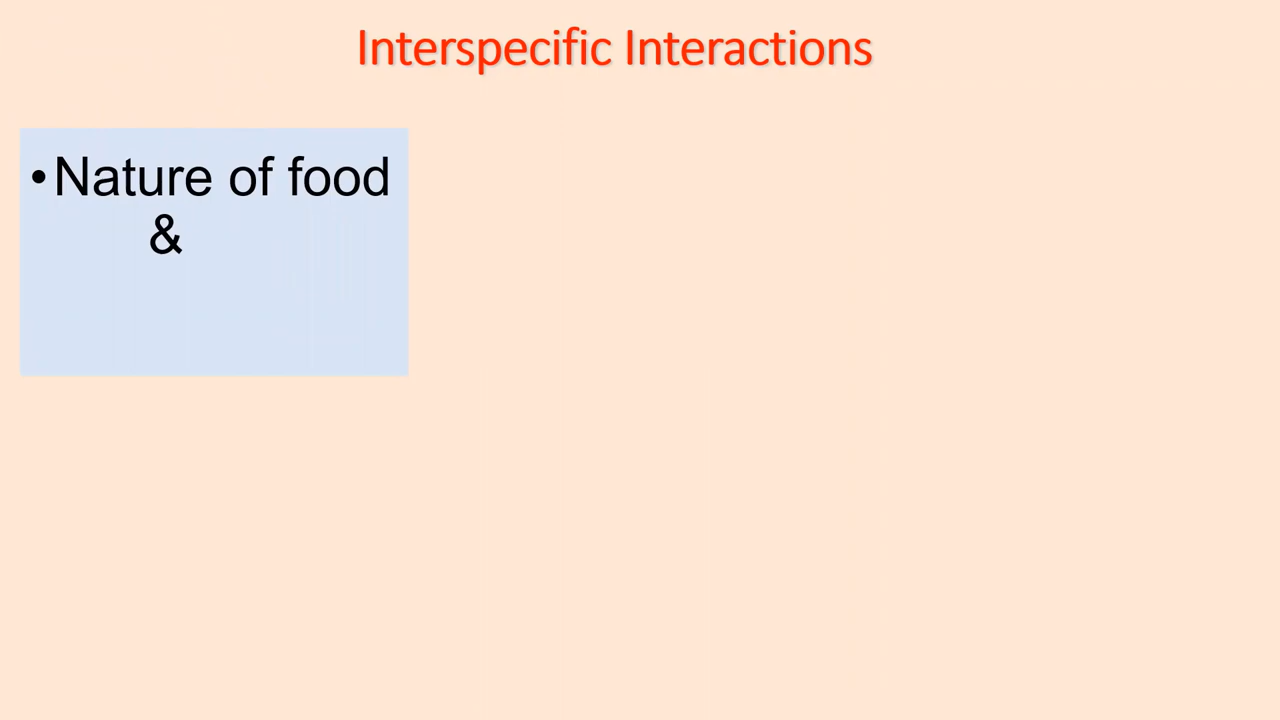 Interspecific Interactions
•Nature of food
&